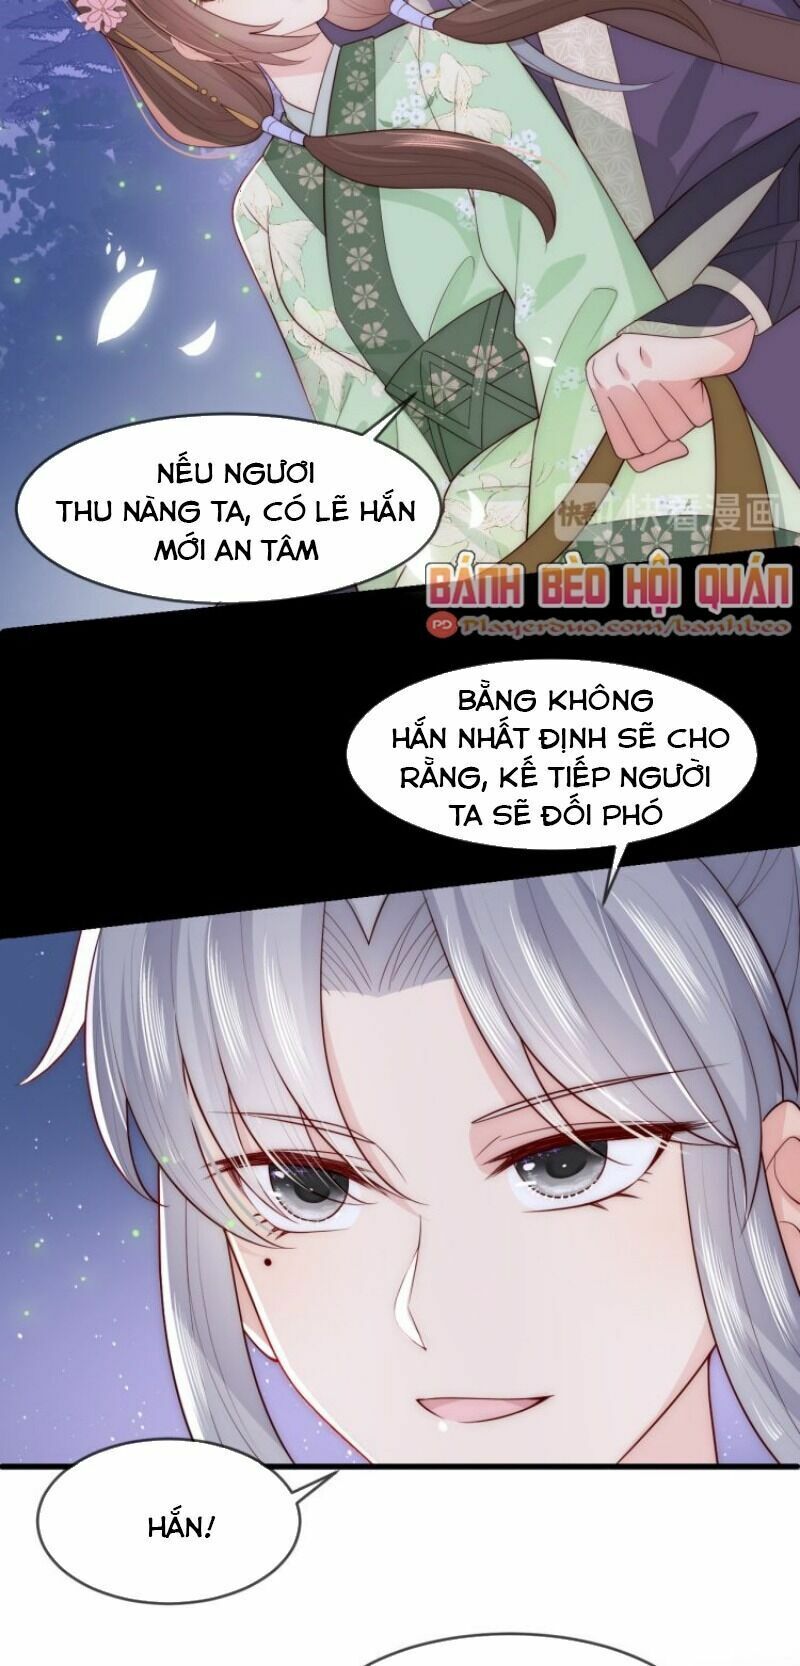 NẾU NGƯƠI
THU NÀNG TA, CÓ LẼ HẮN
MỚI AN TÂM
快看漫画
BÁNH BÈO HỘI QUÁN
PD Playerduo.com/banhbeo
BẰNG KHÔNG
HẮN NHẤT ĐỊNH SẼ CHO
RẰNG, KẾ TIẾP NGƯỜI
TA SẼ ĐỐI PHÓ
HẮN!